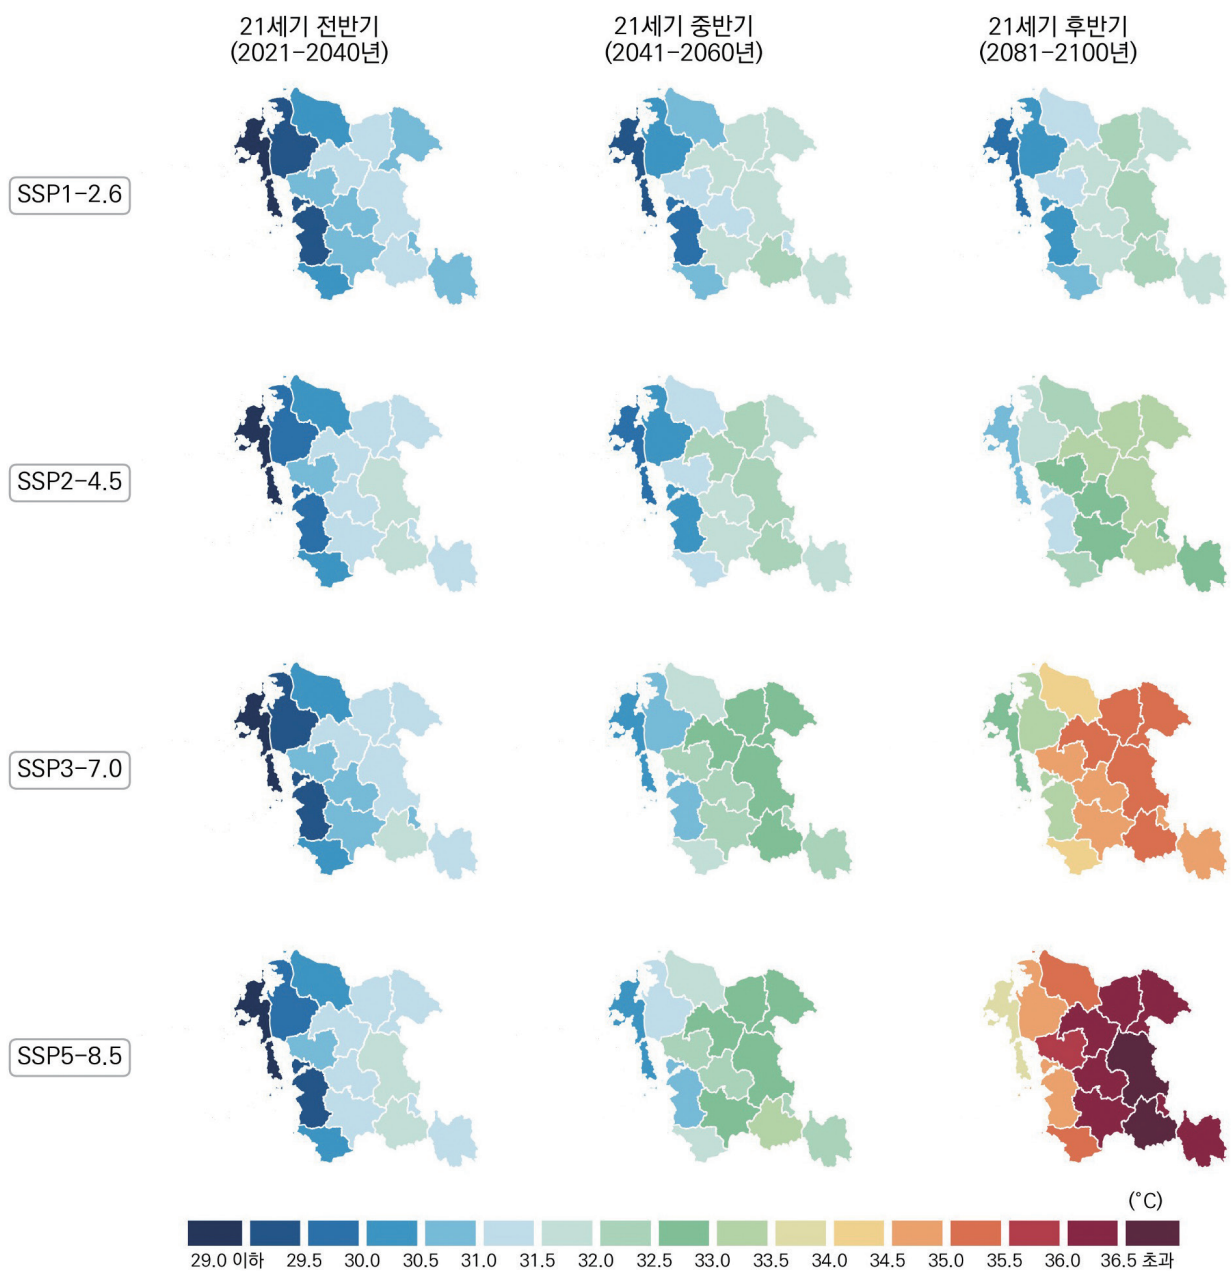 21세기 전반기
(2021-2040년)
21세기 중반기
(2041-2060년)
21세기 후반기
(2081-2100년)
SSP1-2.6
SSP2-4.5
SSP3-7.0
SSP5-8.5
(°C)
29.0 이하 29.5 30.0 30.5 31.0 31.5 32.0 32.5 33.0 33.5 34.0 34.5 35.0 35.5 36.0 36.5 초과